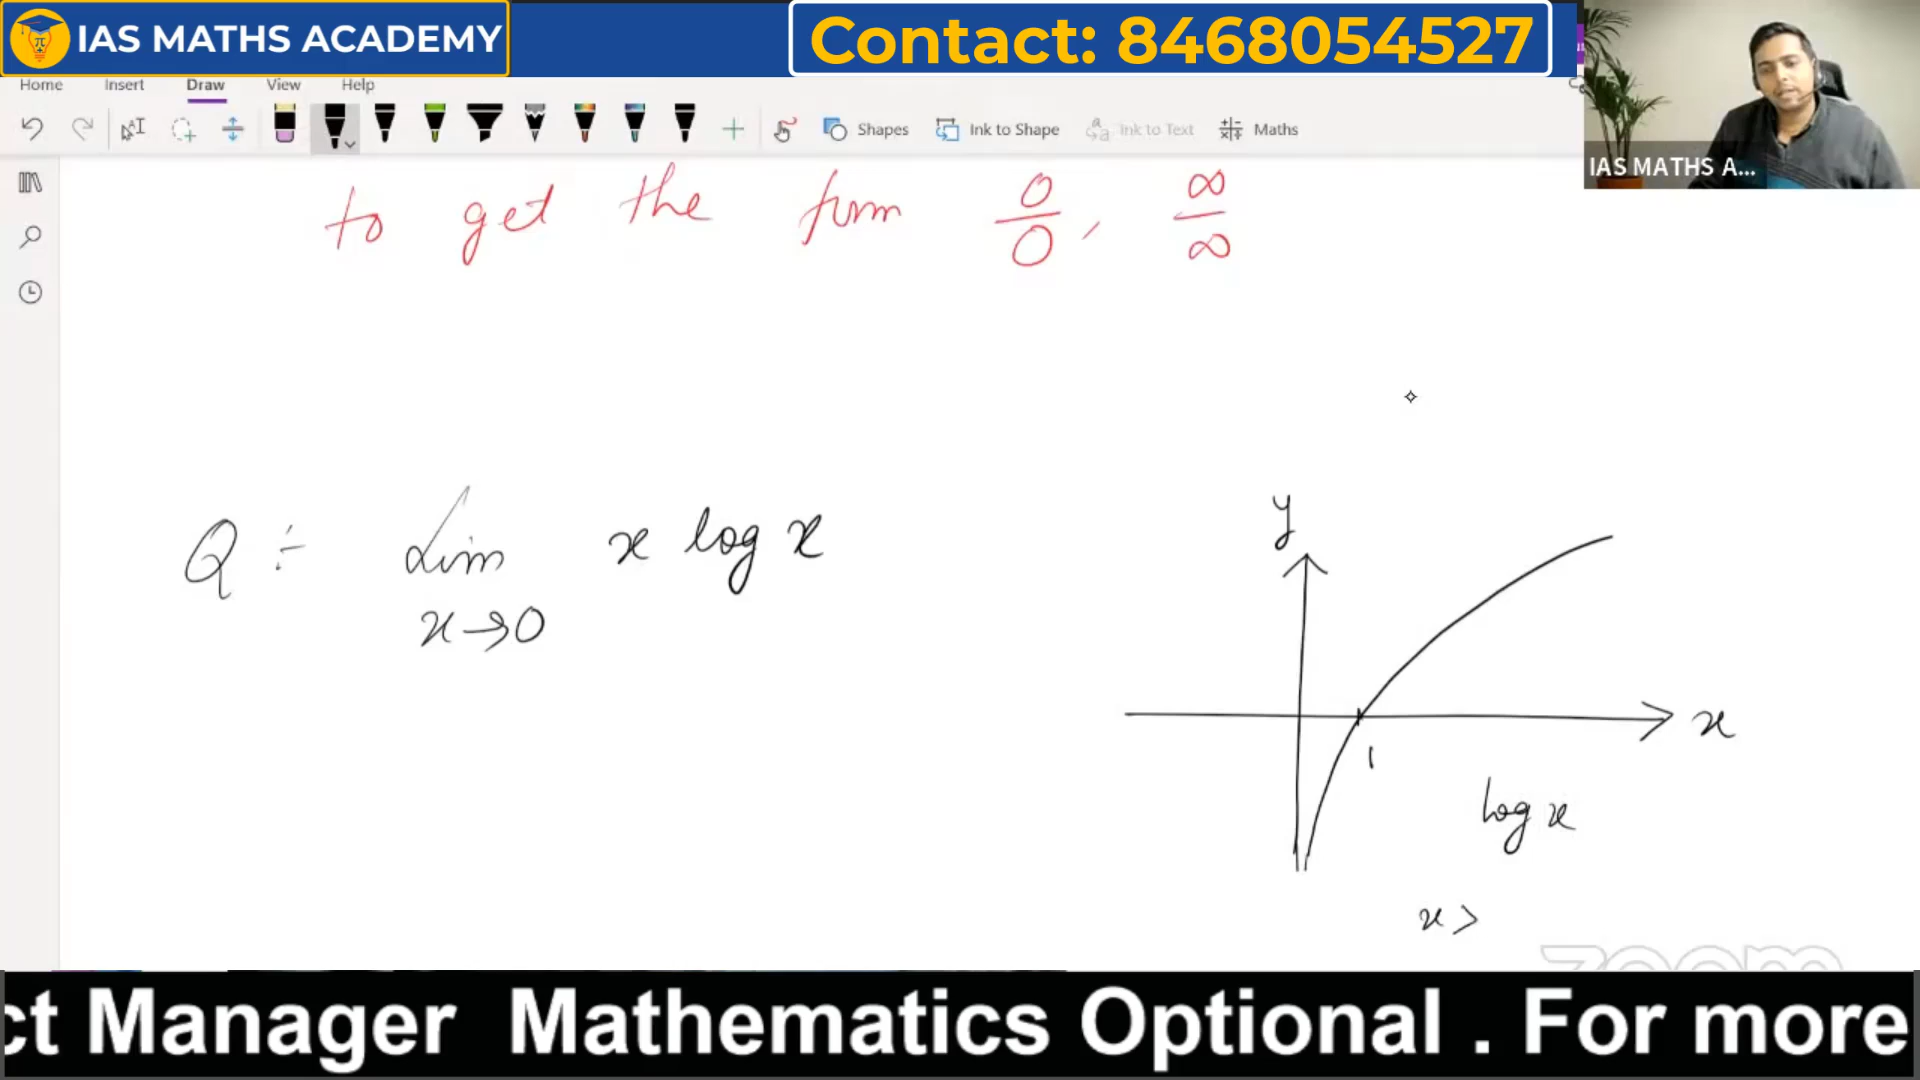 IAS MATHS ACADEMY
Contact: 8468054527
Home Insert Draw View Help
Shapes Ink to Shape Ink to Text Maths
IAS MATHS A...
to get the form 0/0, ∞/∞
Q ÷ Lim x log x
x→0
y
x
1
log x
x >
zoom
ct Manager Mathematics Optional . For more